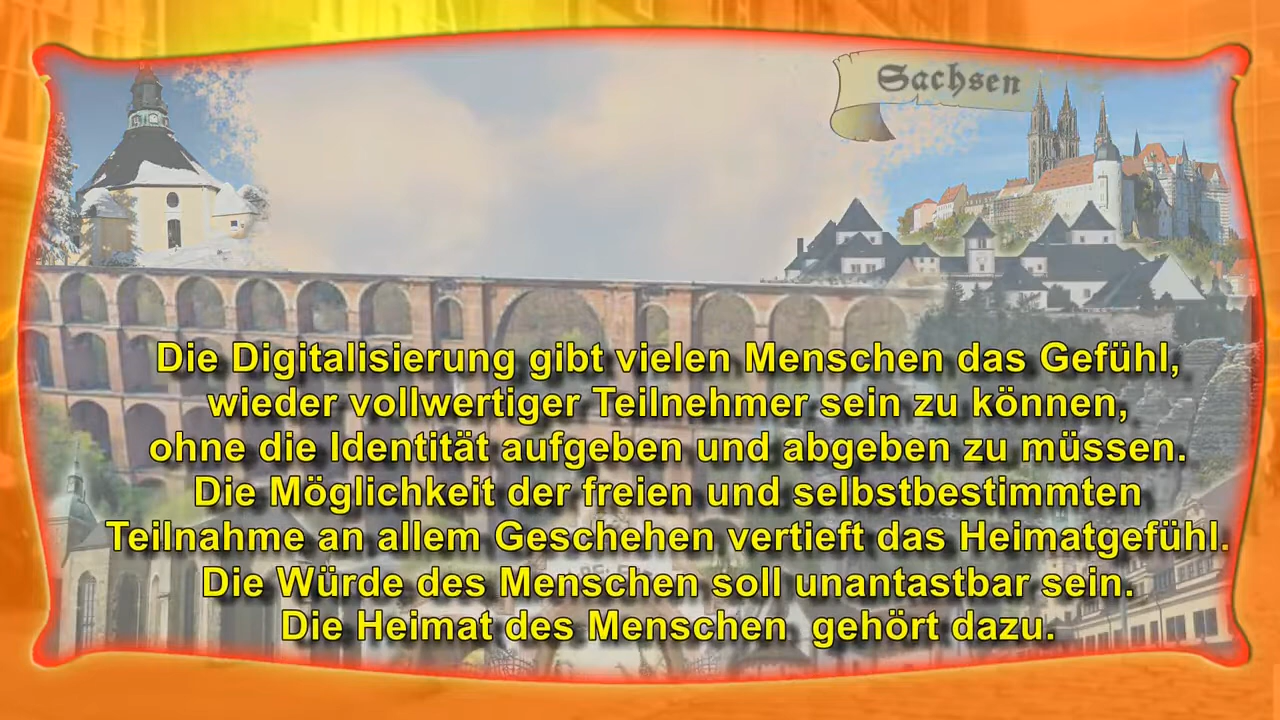 Sachsen
Die Digitalisierung gibt vielen Menschen das Gefühl,
wieder vollwertiger Teilnehmer sein zu können,
ohne die Identität aufgeben und abgeben zu müssen.
Die Möglichkeit der freien und selbstbestimmten
Teilnahme an allem Geschehen vertieft das Heimatgefühl.
Die Würde des Menschen soll unantastbar sein.
Die Heimat des Menschen  gehört dazu.